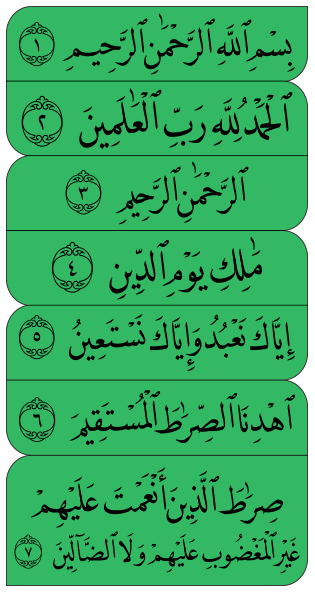 بِسْمِ ٱللَّهِ ٱلرَّحْمَٰنِ ٱلرَّحِيمِ ١
ٱلْحَمْدُ لِلَّهِ رَبِّ ٱلْعَٰلَمِينَ ٢
ٱلرَّحْمَٰنِ ٱلرَّحِيمِ ٣
مَٰلِكِ يَوْمِ ٱلدِّينِ ٤
إِيَّاكَ نَعْبُدُ وَإِيَّاكَ نَسْتَعِينُ ٥
ٱهْدِنَا ٱلصِّرَٰطَ ٱلْمُسْتَقِيمَ ٦
صِرَٰطَ ٱلَّذِينَ أَنْعَمْتَ عَلَيْهِمْ
غَيْرِ ٱلْمَغْضُوبِ عَلَيْهِمْ وَلَا ٱلضَّآلِّينَ ٧